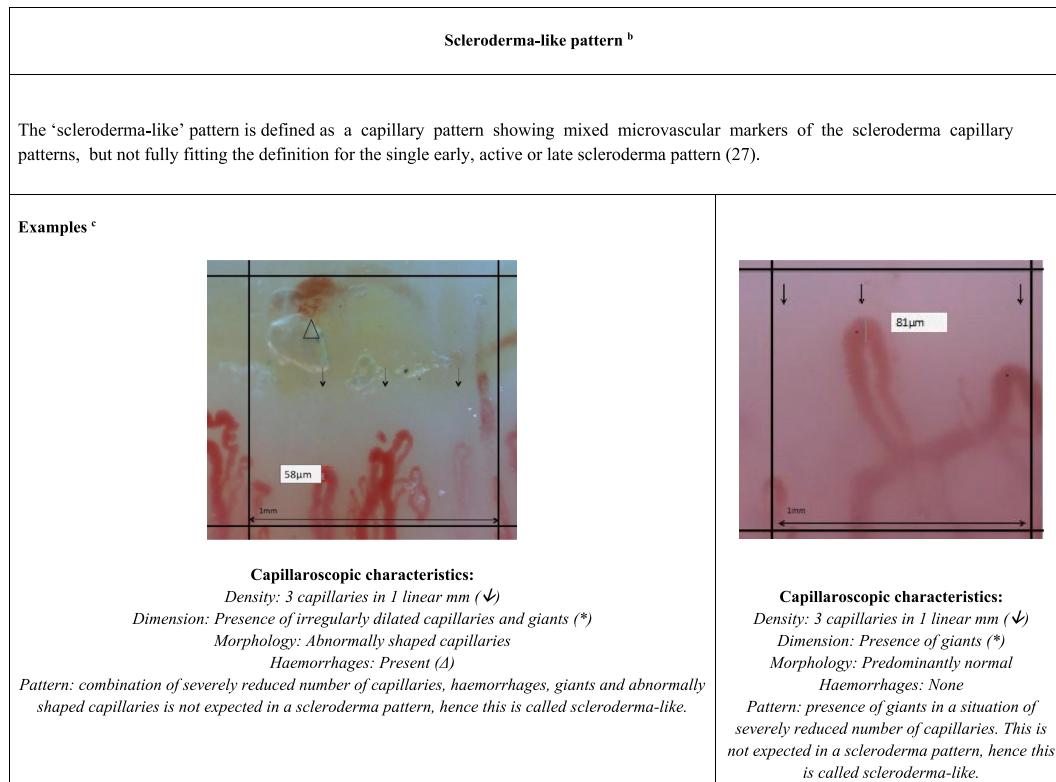 Scleroderma-like pattern b
The ‘scleroderma-like’ pattern is defined as a capillary pattern showing mixed microvascular markers of the scleroderma capillary
patterns, but not fully fitting the definition for the single early, active or late scleroderma pattern (27).
Examples c
58µm
1mm
Capillaroscopic characteristics:
Density: 3 capillaries in 1 linear mm (↓)
Dimension: Presence of irregularly dilated capillaries and giants (*)
Morphology: Abnormally shaped capillaries
Haemorrhages: Present (Δ)
Pattern: combination of severely reduced number of capillaries, haemorrhages, giants and abnormally
shaped capillaries is not expected in a scleroderma pattern, hence this is called scleroderma-like.
81µm
1mm
Capillaroscopic characteristics:
Density: 3 capillaries in 1 linear mm (↓)
Dimension: Presence of giants (*)
Morphology: Predominantly normal
Haemorrhages: None
Pattern: presence of giants in a situation of
severely reduced number of capillaries. This is
not expected in a scleroderma pattern, hence this
is called scleroderma-like.